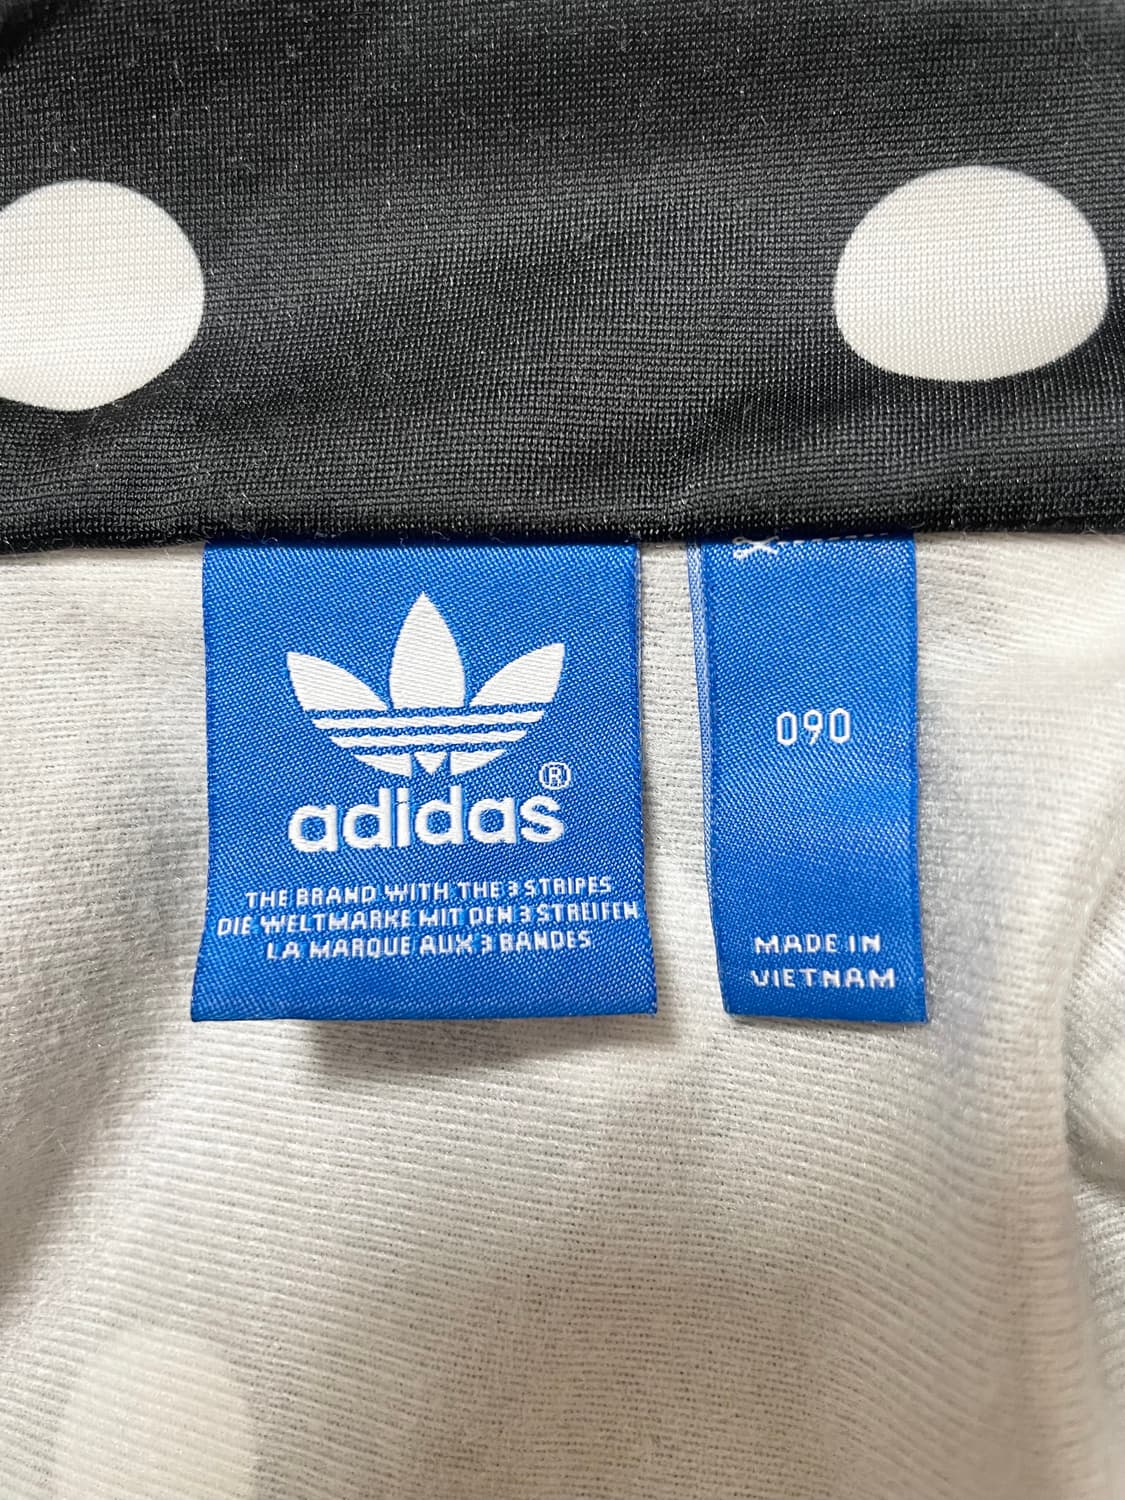 adidas®
THE BRAND WITH THE 3 STRIPES
DIE WELTMARKE MIT DEN 3 STREIFEN
LA MARQUE AUX 3 BANDES
090
MADE IN
VIETNAM